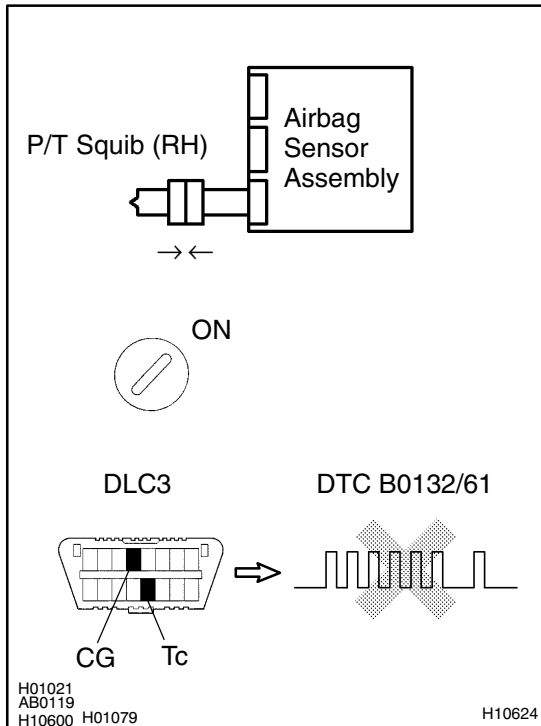 P/T Squib (RH)
Airbag
Sensor
Assembly
ON
DLC3
DTC B0132/61
CG
Tc
H01021
AB0119
H10600 H01079
H10624